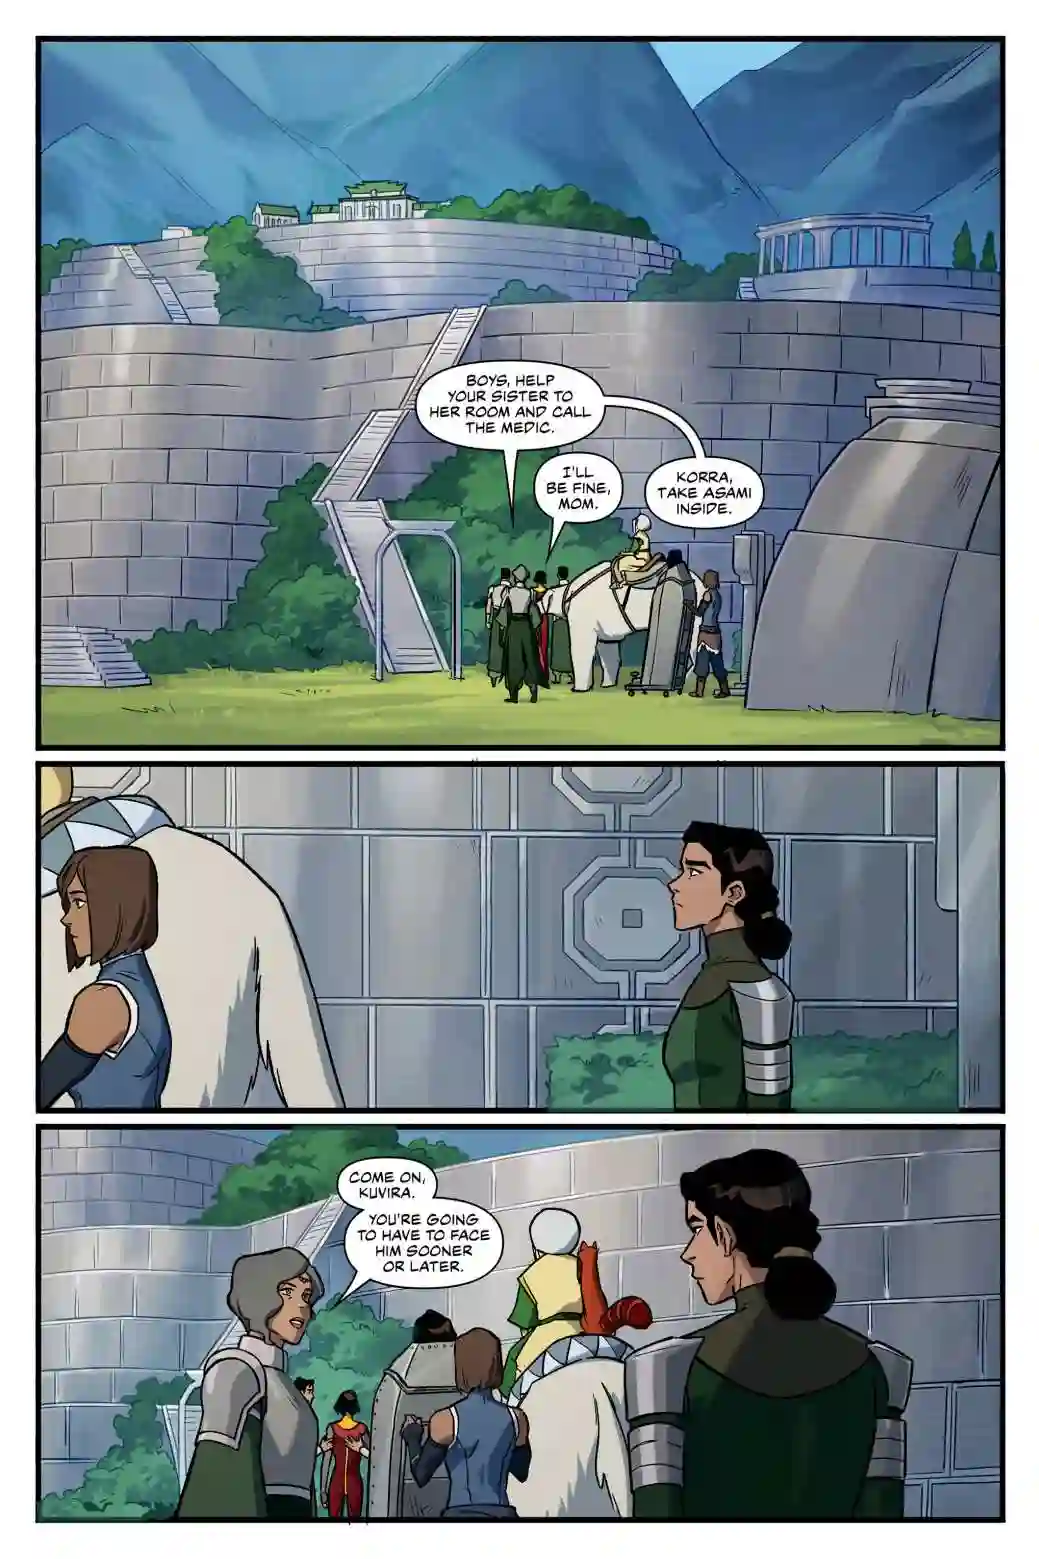 BOYS, HELP
YOUR SISTER TO
HER ROOM AND CALL
THE MEDIC.
I'LL
BE FINE,
MOM.
KORRA,
TAKE ASAMI
INSIDE.
COME ON,
KUVIRA.
YOU'RE GOING
TO HAVE TO FACE
HIM SOONER
OR LATER.